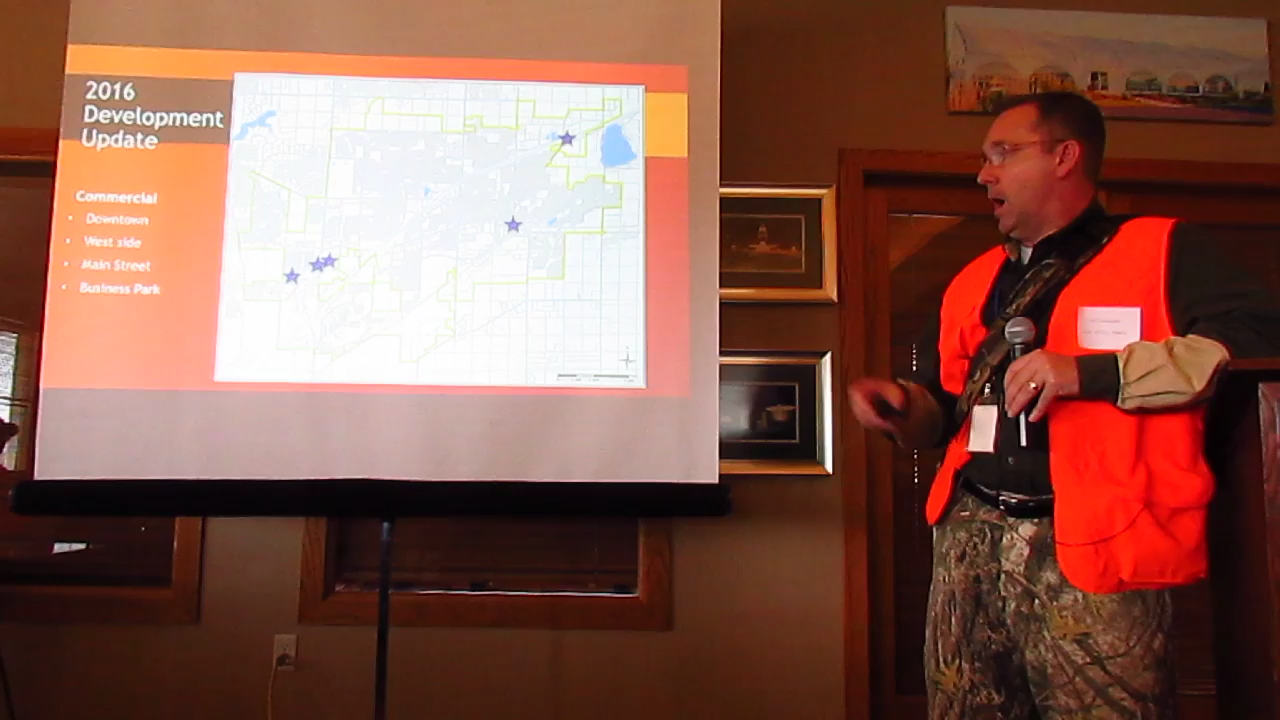 2016
Development
Update
Commercial
• Downtown
• West side
• Main Street
• Business Park